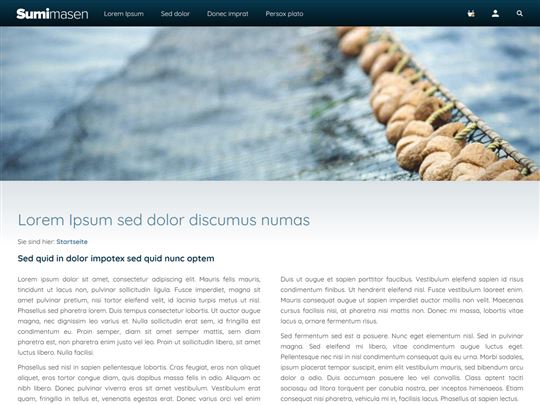 Sumimasen Lorem Ipsum Sed dolor Donec imprat Persox plato
Lorem Ipsum sed dolor discumus numas
Sie sind hier: Startseite
Sed quid in dolor impotex sed quid nunc optem
Lorem ipsum dolor sit amet, consectetur adipiscing elit. Mauris felis mauris,
tincidunt ut lacus non, pulvinar sollicitudin ligula. Fusce imperdiet, magna sit
amet pulvinar pretium, nisi tortor eleifend velit, id lacinia turpis metus ut nisl.
Phasellus sed pharetra lorem. Duis tempus consectetur lobortis. Ut auctor augue
magna, nec dignissim leo varius et. Nulla sollicitudin erat sem, id fringilla est
condimentum eu. Proin semper, diam sit amet semper mattis, sem diam
pharetra est, non pharetra enim justo vel leo. Proin ut sollicitudin libero, sit amet
luctus libero. Nulla facilisi.
Phasellus sed nisl in sapien pellentesque lobortis. Cras feugiat, eros non aliquet
aliquet, eros tortor congue diam, quis dapibus massa felis in odio. Aliquam ac
nibh libero. Donec pulvinar viverra eros sit amet vestibulum. Vestibulum erat
quam, fringilla in tellus et, venenatis egestas dolor. Duis vel enim vel enim
Duis ut augue et sapien porttitor faucibus. Vestibulum eleifend sapien id risus
condimentum finibus. Ut hendrerit eleifend nisl. Fusce vestibulum laoreet enim.
Mauris consequat augue ut sapien imperdiet auctor mollis non velit. Maecenas
cursus facilisis nisi, at pharetra nisi mattis non. Donec mi massa, lobortis vitae
lacus a, ornare fermentum risus.
Sed fermentum sed est a posuere. Nunc eget elementum nisl. Sed in pulvinar
magna. Sed eleifend mi libero, vitae condimentum augue luctus eget.
Pellentesque nec nisi in nisl condimentum consequat quis eu urna. Morbi sodales,
ipsum placerat tempor suscipit, enim elit vestibulum metus, sed bibendum arcu
dolor a odio. Duis accumsan posuere leo vel convallis. Class aptent taciti
sociosqu ad litora torquent per conubia nostra, per inceptos himenaeos. Etiam
consequat nisi pharetra, vehicula mi in, facilisis lacus. Phasellus at sapien lectus.